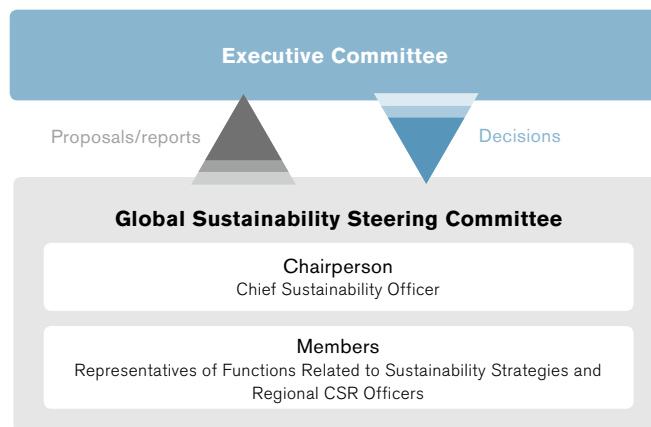 Executive Committee
Proposals/reports
Decisions
Global Sustainability Steering Committee
Chairperson
Chief Sustainability Officer
Members
Representatives of Functions Related to Sustainability Strategies and
Regional CSR Officers